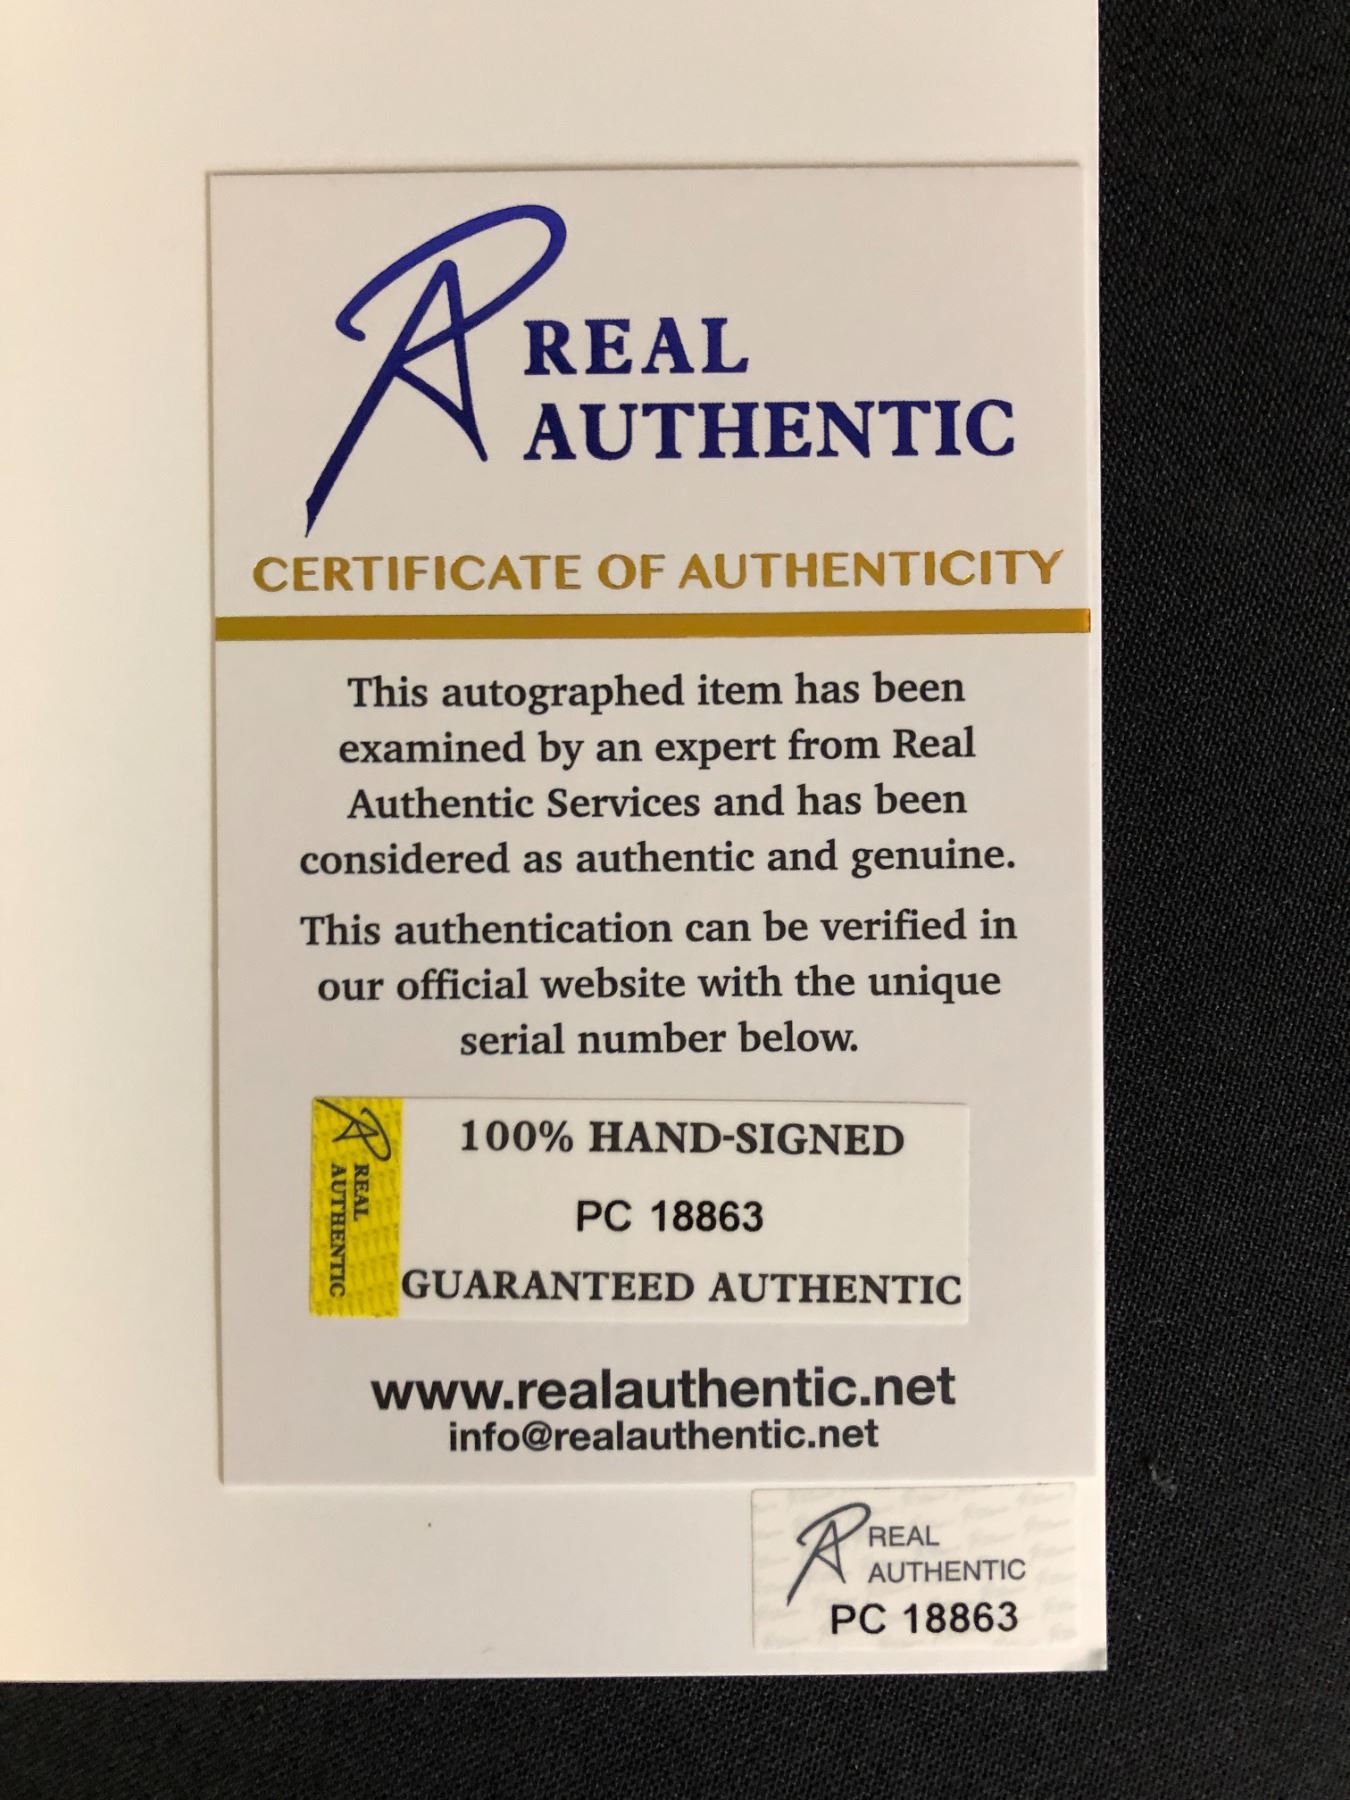 REAL
AUTHENTIC
CERTIFICATE OF AUTHENTICITY
This autographed item has been
examined by an expert from Real
Authentic Services and has been
considered as authentic and genuine.
This authentication can be verified in
our official website with the unique
serial number below.
REAL
AUTHENTIC
100% HAND-SIGNED
PC 18863
GUARANTEED AUTHENTIC
www.realauthentic.net
info@realauthentic.net
REAL
AUTHENTIC
PC 18863